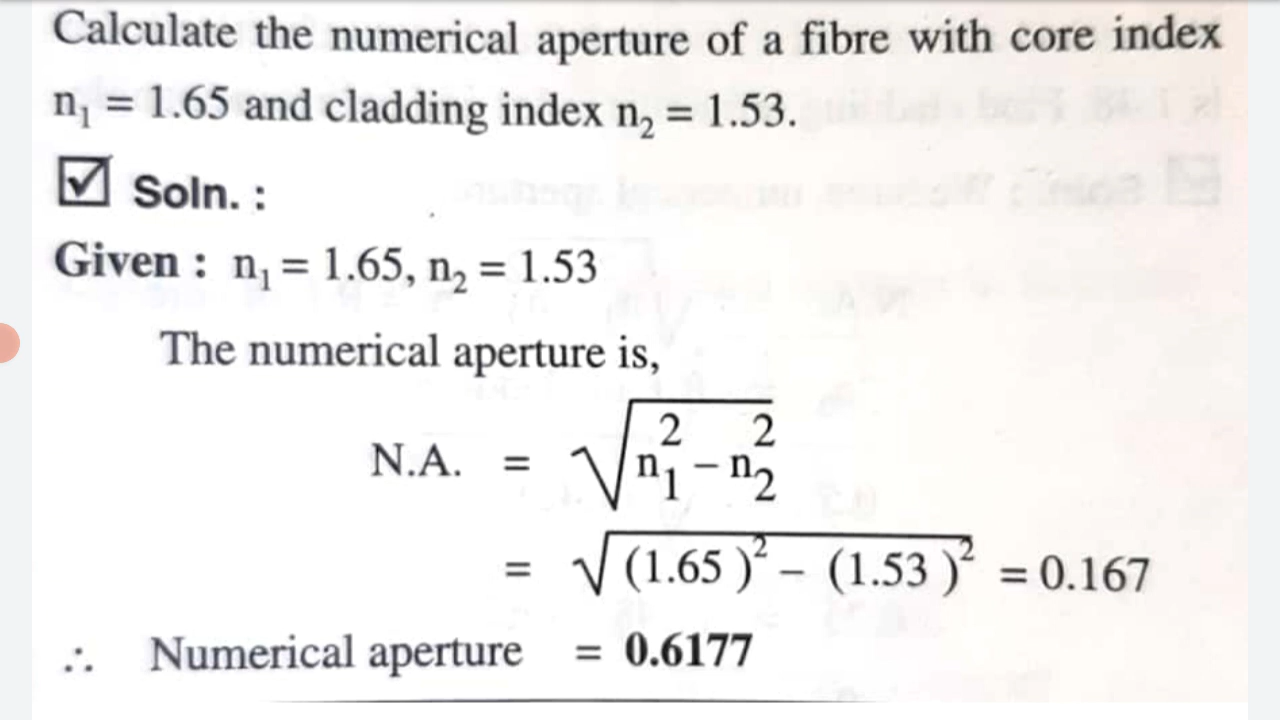 Calculate the numerical aperture of a fibre with core index
n₁ = 1.65 and cladding index n₂ = 1.53.
☑ Soln. :
Given : n₁ = 1.65, n₂ = 1.53
The numerical aperture is,
N.A. = √(n₁² – n₂²)
= √((1.65)² – (1.53)²) = 0.167
∴ Numerical aperture = 0.6177